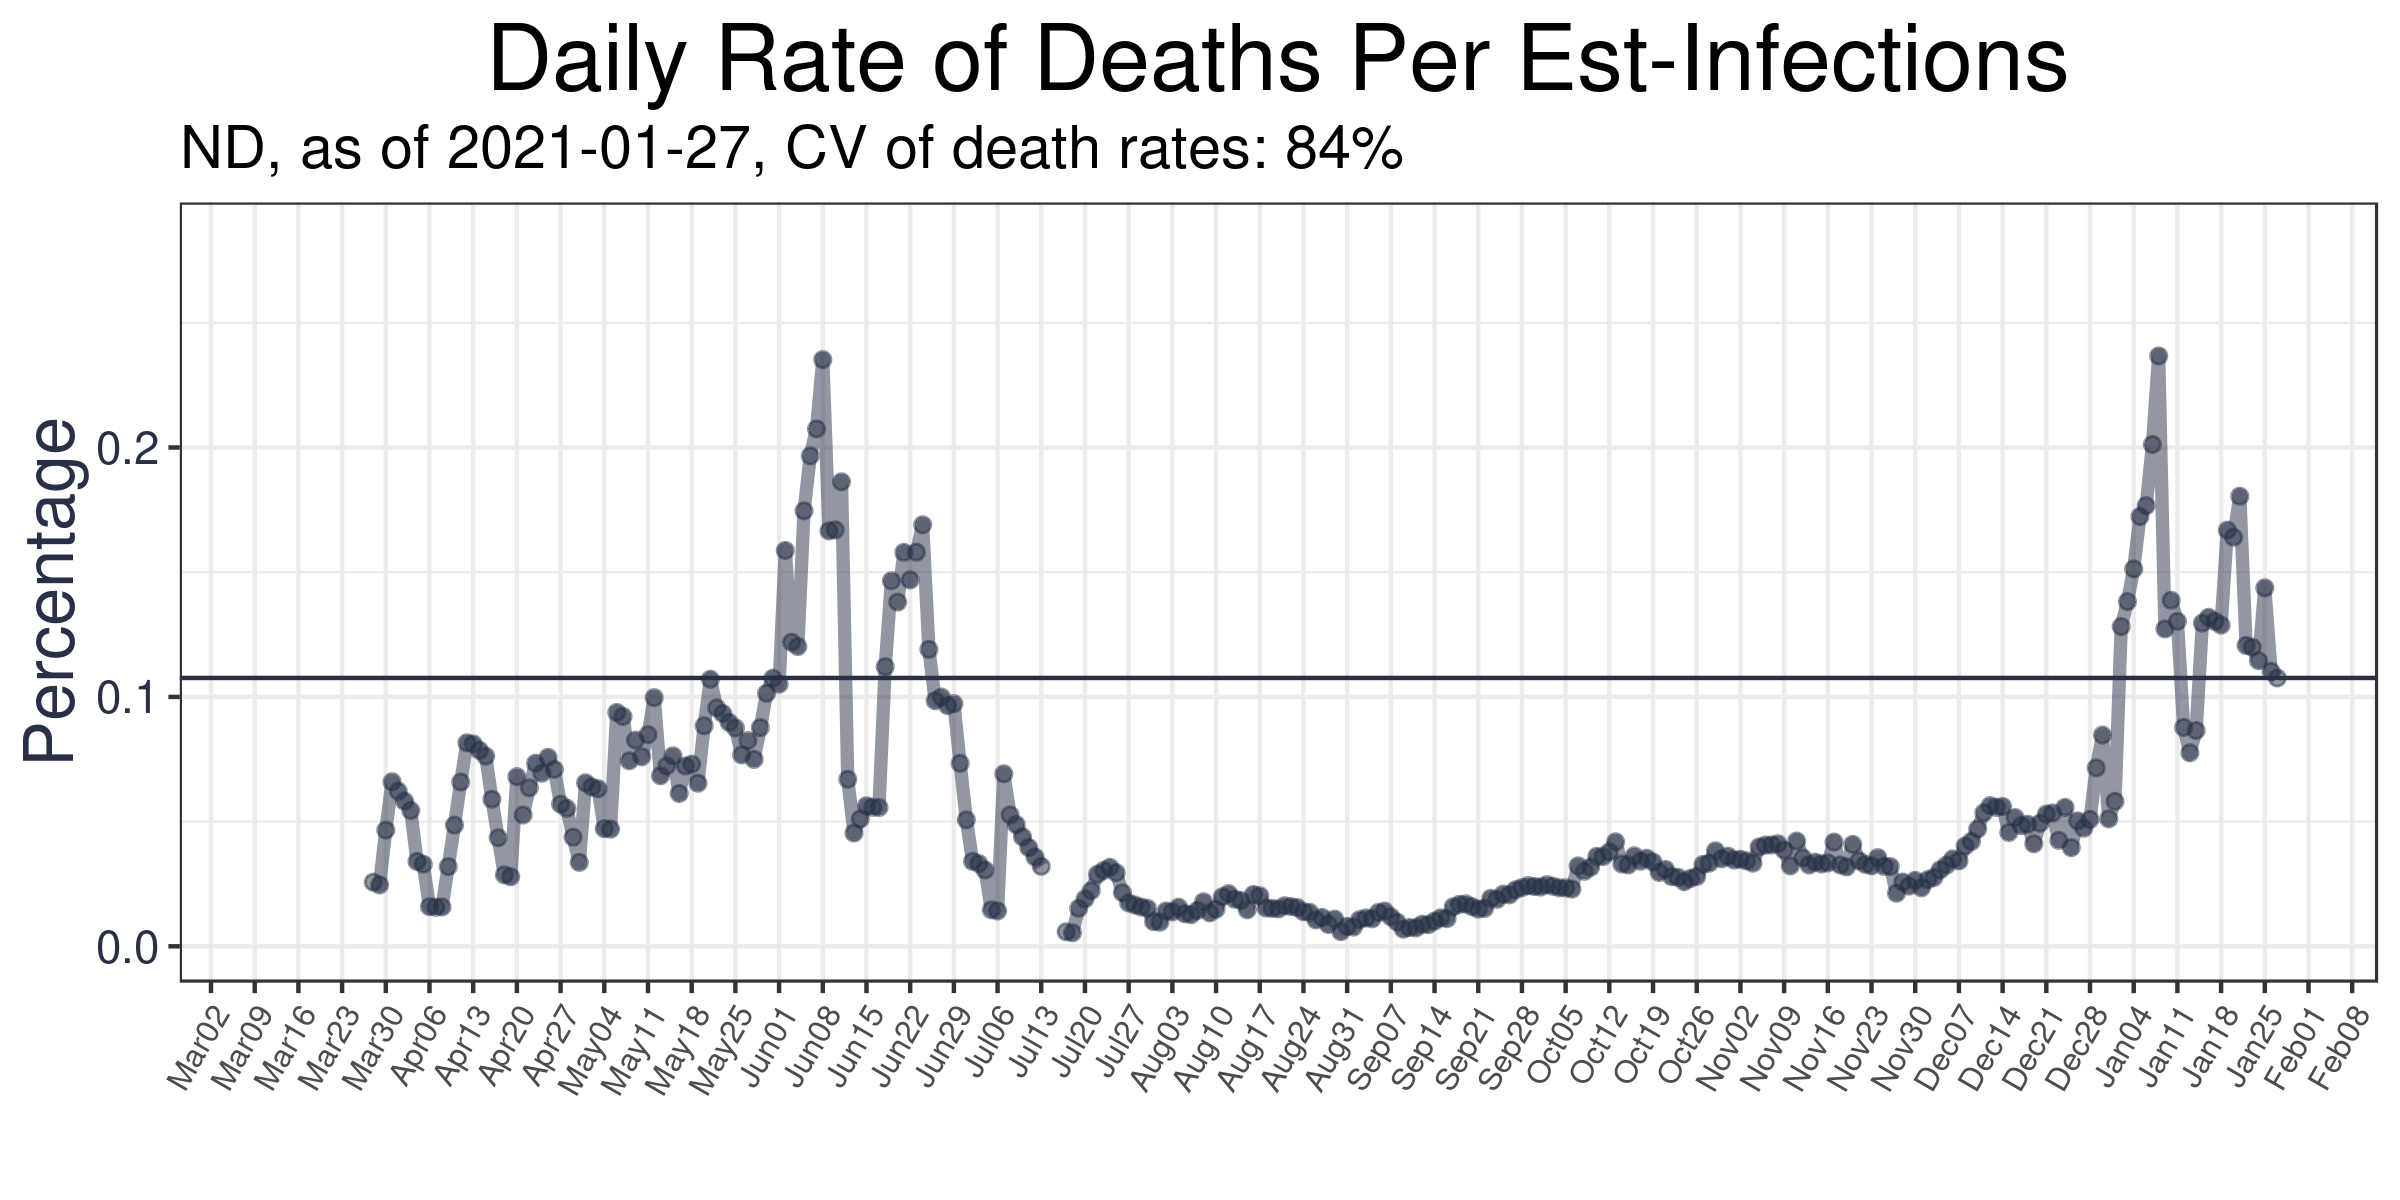 Daily Rate of Deaths Per Est-Infections
ND, as of 2021-01-27, CV of death rates: 84%
Percentage
0.2
0.1
0.0
Mar02 Mar09 Mar16 Mar23 Mar30 Apr06 Apr13 Apr20 Apr27 May04 May11 May18 May25 Jun01 Jun08 Jun15 Jun22 Jun29 Jul06 Jul13 Jul20 Jul27 Aug03 Aug10 Aug17 Aug24 Aug31 Sep07 Sep14 Sep21 Sep28 Oct05 Oct12 Oct19 Oct26 Nov02 Nov09 Nov16 Nov23 Nov30 Dec07 Dec14 Dec21 Dec28 Jan04 Jan11 Jan18 Jan25 Feb01 Feb08